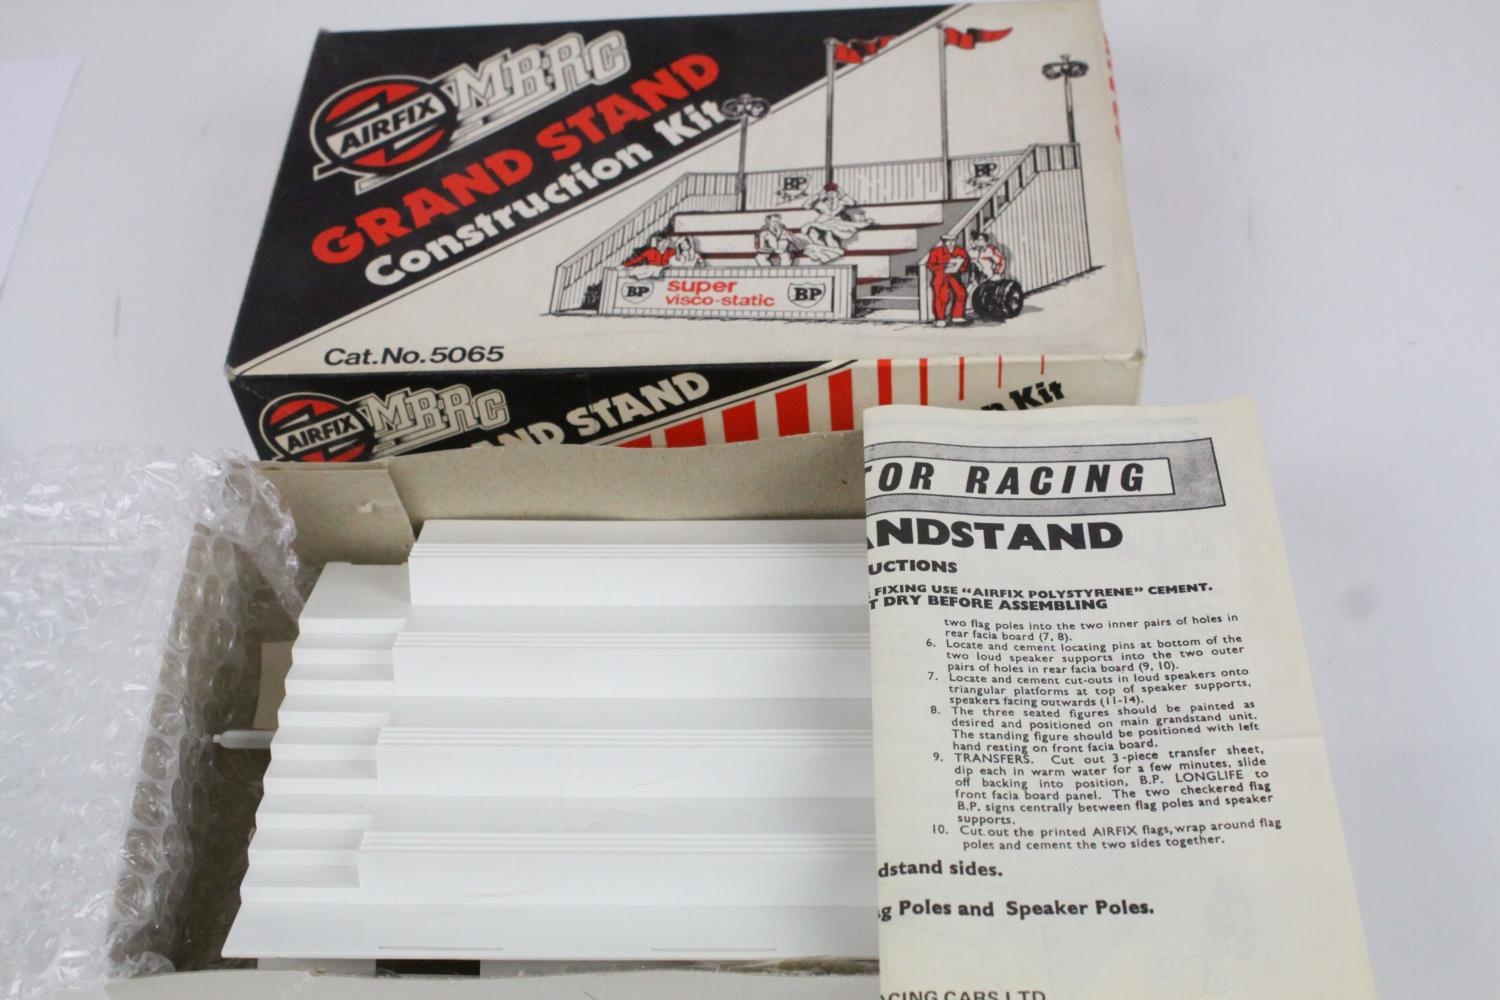 AIRFIX MRRC
GRAND STAND
Construction Kit
BP
BP
BP
super
visco-static
BP
Cat.No.5065
AIRFIX MRRC
AND STAND
n Kit
TOR RACING
ANDSTAND
UCTIONS
FIXING USE “AIRFIX POLYSTYRENE” CEMENT.
T DRY BEFORE ASSEMBLING
two flag poles into the two inner pairs of holes in
rear facia board (7, 8).
6. Locate and cement locating pins at bottom of the
two loud speaker supports into the two outer
pairs of holes in rear facia board (9, 10).
7. Locate and cement cut-outs in loud speakers onto
triangular platforms at top of speaker supports,
speakers facing outwards (11-14).
8. The three seated figures should be painted as
desired and positioned on main grandstand unit.
The standing figure should be positioned with left
hand resting on front facia board.
9. TRANSFERS. Cut out 3-piece transfer sheet,
dip each in warm water for a few minutes, slide
off backing into position, B.P. LONGLIFE to
front facia board panel. The two checkered flag
B.P. signs centrally between flag poles and speaker
supports.
10. Cut out the printed AIRFIX flags, wrap around flag
poles and cement the two sides together.
dstand sides.
g Poles and Speaker Poles.
ACING CARS LTD